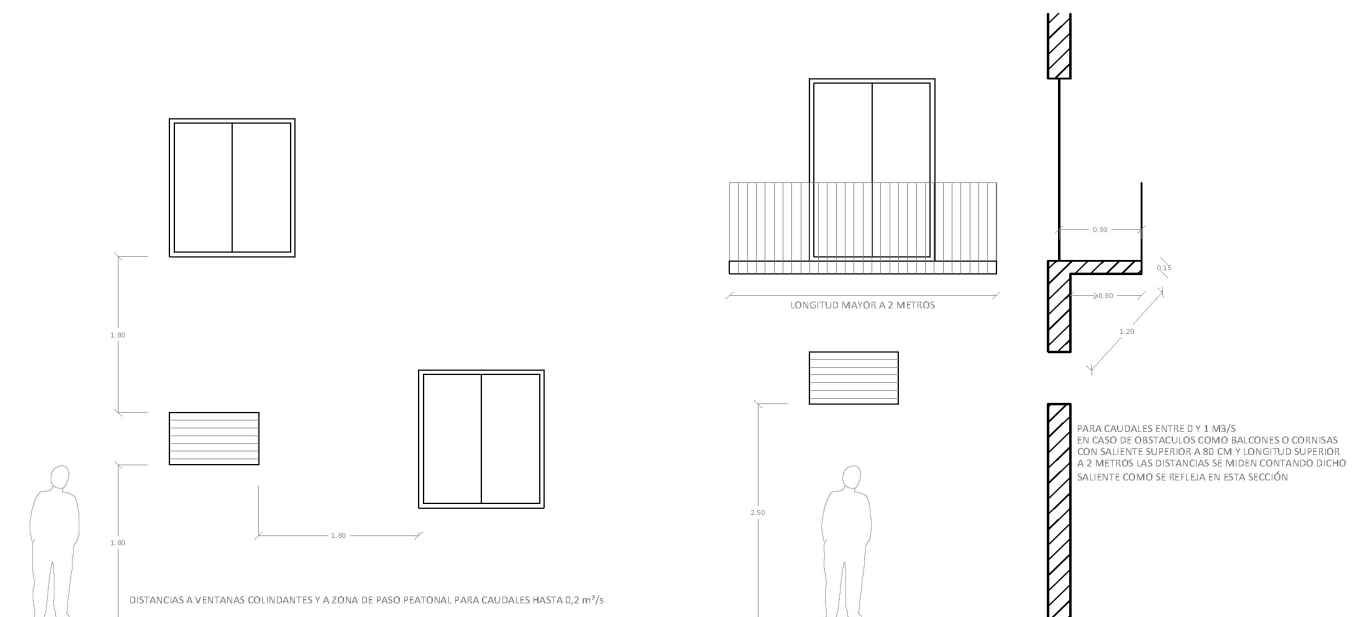 1.80
1.80
1.80
DISTANCIAS A VENTANAS COLINDANTES Y A ZONA DE PASO PEATONAL PARA CAUDALES HASTA 0,2 m³/s
LONGITUD MAYOR A 2 METROS
2.50
0.93
0.15
>0.80
1.20
PARA CAUDALES ENTRE 0 Y 1 M3/S
EN CASO DE OBSTACULOS COMO BALCONES O CORNISAS
CON SALIENTE SUPERIOR A 80 CM Y LONGITUD SUPERIOR
A 2 METROS LAS DISTANCIAS SE MIDEN CONTANDO DICHO
SALIENTE COMO SE REFLEJA EN ESTA SECCIÓN